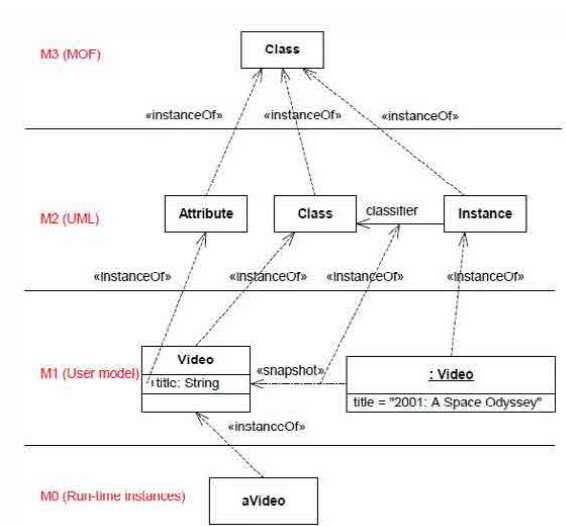 Class
M3 (MOF)
«instanceOf» «instanceOf» «instanceOf»
Attribute Class classifier Instance
M2 (UML)
«instanceOf» «instanceOf» «instanceOf» «instanceOf»
Video
M1 (User model) «snapshot» : Video
title: String
title = "2001: A Space Odyssey"
«instanceOf»
M0 (Run-time instances) aVideo